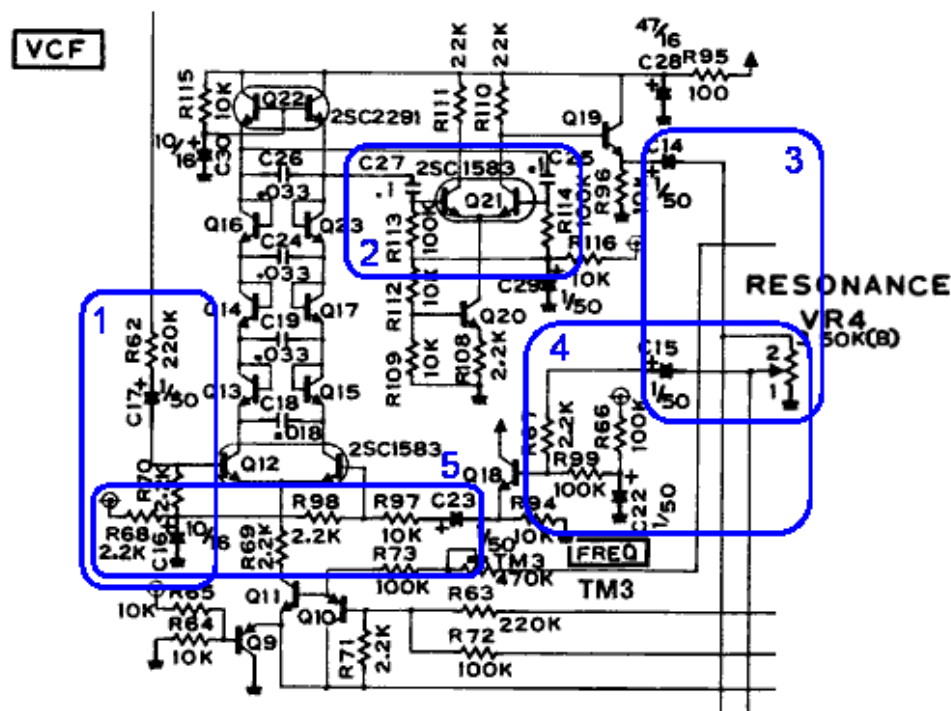 VCF
R115
10K
Q22
2SC2291
10/16
C30
2.2K
2.2K
R111
R110
47/16
C28
R95
100
Q19
C14
1/50
R96
3
C26
.033
C27
.1
2SC1583
C25
.1
Q21
R114
100K
R113
100K
2
R116
10K
C29
1/50
Q16
Q23
C24
.033
Q14
Q17
C19
.033
Q13
Q15
C18
.018
R112
10K
R109
10K
Q20
R108
2.2K
RESONANCE
VR4
50K(B)
2
1
1
R62
220K
C17
1/50
4
C15
1/50
2.2K
R66
100K
R99
100K
C22
1/50
Q18
R94
10K
2SC1583
Q12
5
R70
2.2K
R68
2.2K
C16
10/16
R98
2.2K
R69
2.2K
R97
10K
C23
1/50
FREQ
TM3
470K
TM3
R73
100K
R65
10K
R64
10K
Q11
Q10
Q9
R63
220K
R71
2.2K
R72
100K